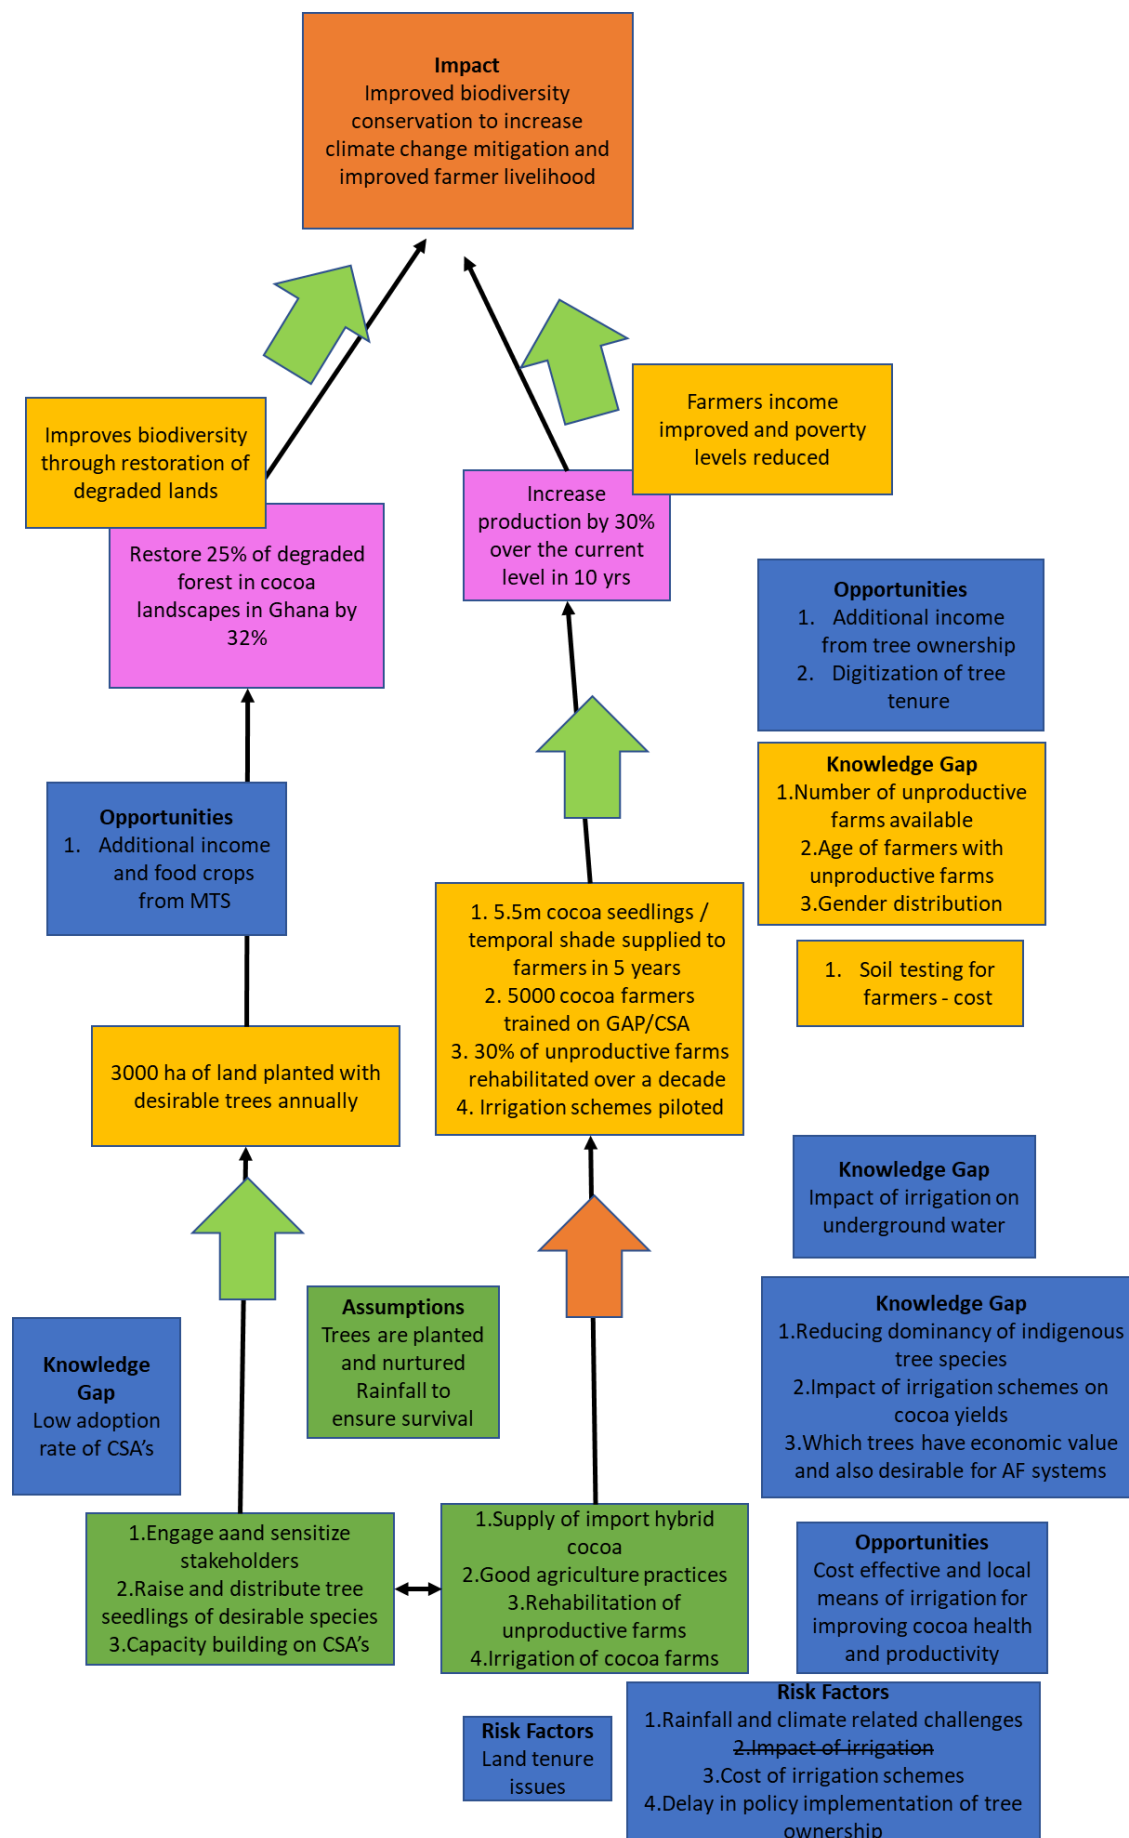 Impact
Improved biodiversity
conservation to increase
climate change mitigation and
improved farmer livelihood
Improves biodiversity
through restoration of
degraded lands
Farmers income
improved and poverty
levels reduced
Restore 25% of degraded
forest in cocoa
landscapes in Ghana by
32%
Increase
production by 30%
over the current
level in 10 yrs
Opportunities
1. Additional income
from tree ownership
2. Digitization of tree
tenure
Knowledge Gap
1.Number of unproductive
farms available
2.Age of farmers with
unproductive farms
3.Gender distribution
Opportunities
1. Additional income
and food crops
from MTS
1. 5.5m cocoa seedlings /
temporal shade supplied to
farmers in 5 years
2. 5000 cocoa farmers
trained on GAP/CSA
3. 30% of unproductive farms
rehabilitated over a decade
4. Irrigation schemes piloted
1. Soil testing for
farmers - cost
3000 ha of land planted with
desirable trees annually
Knowledge Gap
Impact of irrigation on
underground water
Assumptions
Trees are planted
and nurtured
Rainfall to
ensure survival
Knowledge Gap
1.Reducing dominancy of indigenous
tree species
2.Impact of irrigation schemes on
cocoa yields
3.Which trees have economic value
and also desirable for AF systems
Knowledge
Gap
Low adoption
rate of CSA’s
1.Engage aand sensitize
stakeholders
2.Raise and distribute tree
seedlings of desirable species
3.Capacity building on CSA’s
1.Supply of import hybrid
cocoa
2.Good agriculture practices
3.Rehabilitation of
unproductive farms
4.Irrigation of cocoa farms
Opportunities
Cost effective and local
means of irrigation for
improving cocoa health
and productivity
Risk Factors
Land tenure
issues
Risk Factors
1.Rainfall and climate related challenges
2.Impact of irrigation
3.Cost of irrigation schemes
4.Delay in policy implementation of tree
ownership